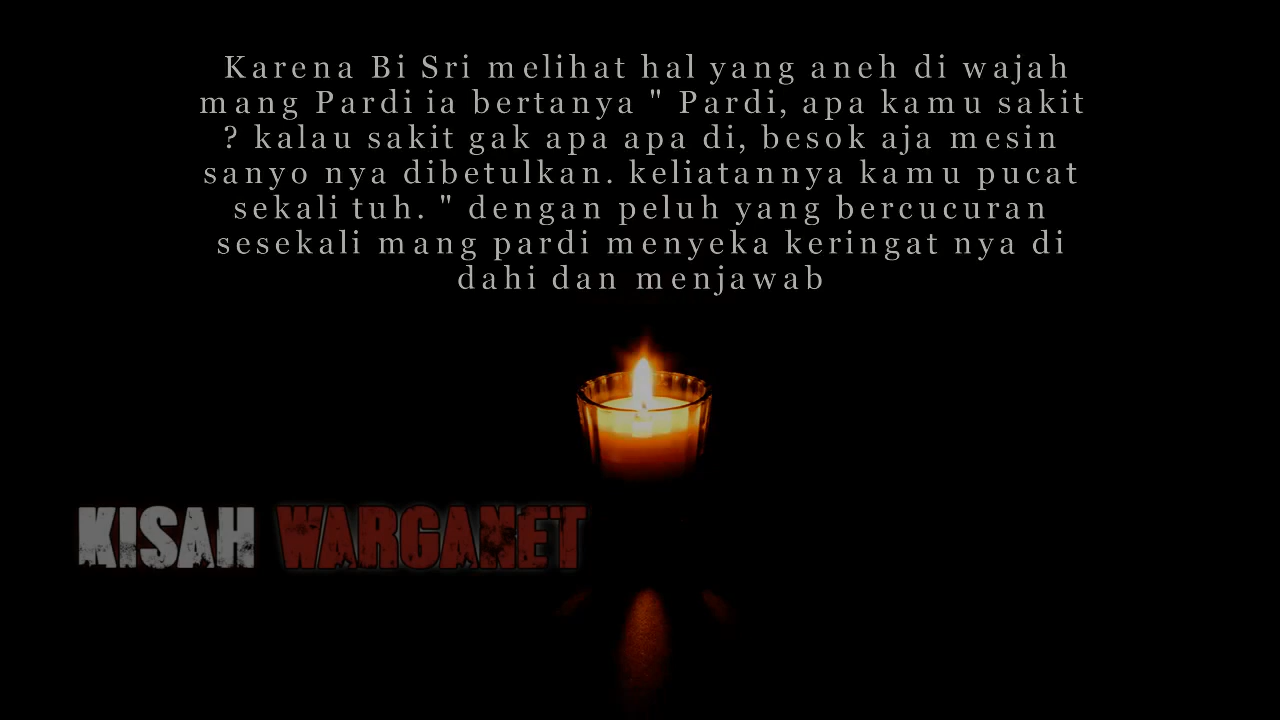 Karena Bi Sri melihat hal yang aneh di wajah
mang Pardi ia bertanya " Pardi, apa kamu sakit
? kalau sakit gak apa apa di, besok aja mesin
sanyo nya dibetulkan. keliatannya kamu pucat
sekali tuh. " dengan peluh yang bercucuran
sesekali mang pardi menyeka keringat nya di
dahi dan menjawab
KISAH WARGANET